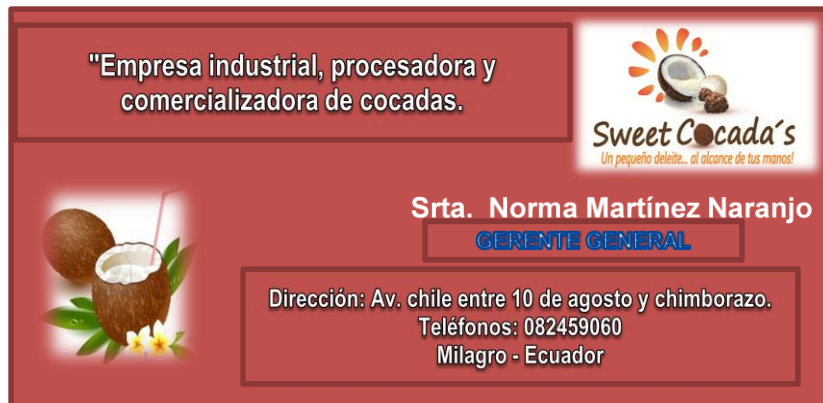 "Empresa industrial, procesadora y
comercializadora de cocadas.
Sweet Cocada´s
Un pequeño deleite... al alcance de tus manos!
Srta. Norma Martínez Naranjo
GERENTE GENERAL
Dirección: Av. chile entre 10 de agosto y chimborazo.
Teléfonos: 082459060
Milagro - Ecuador